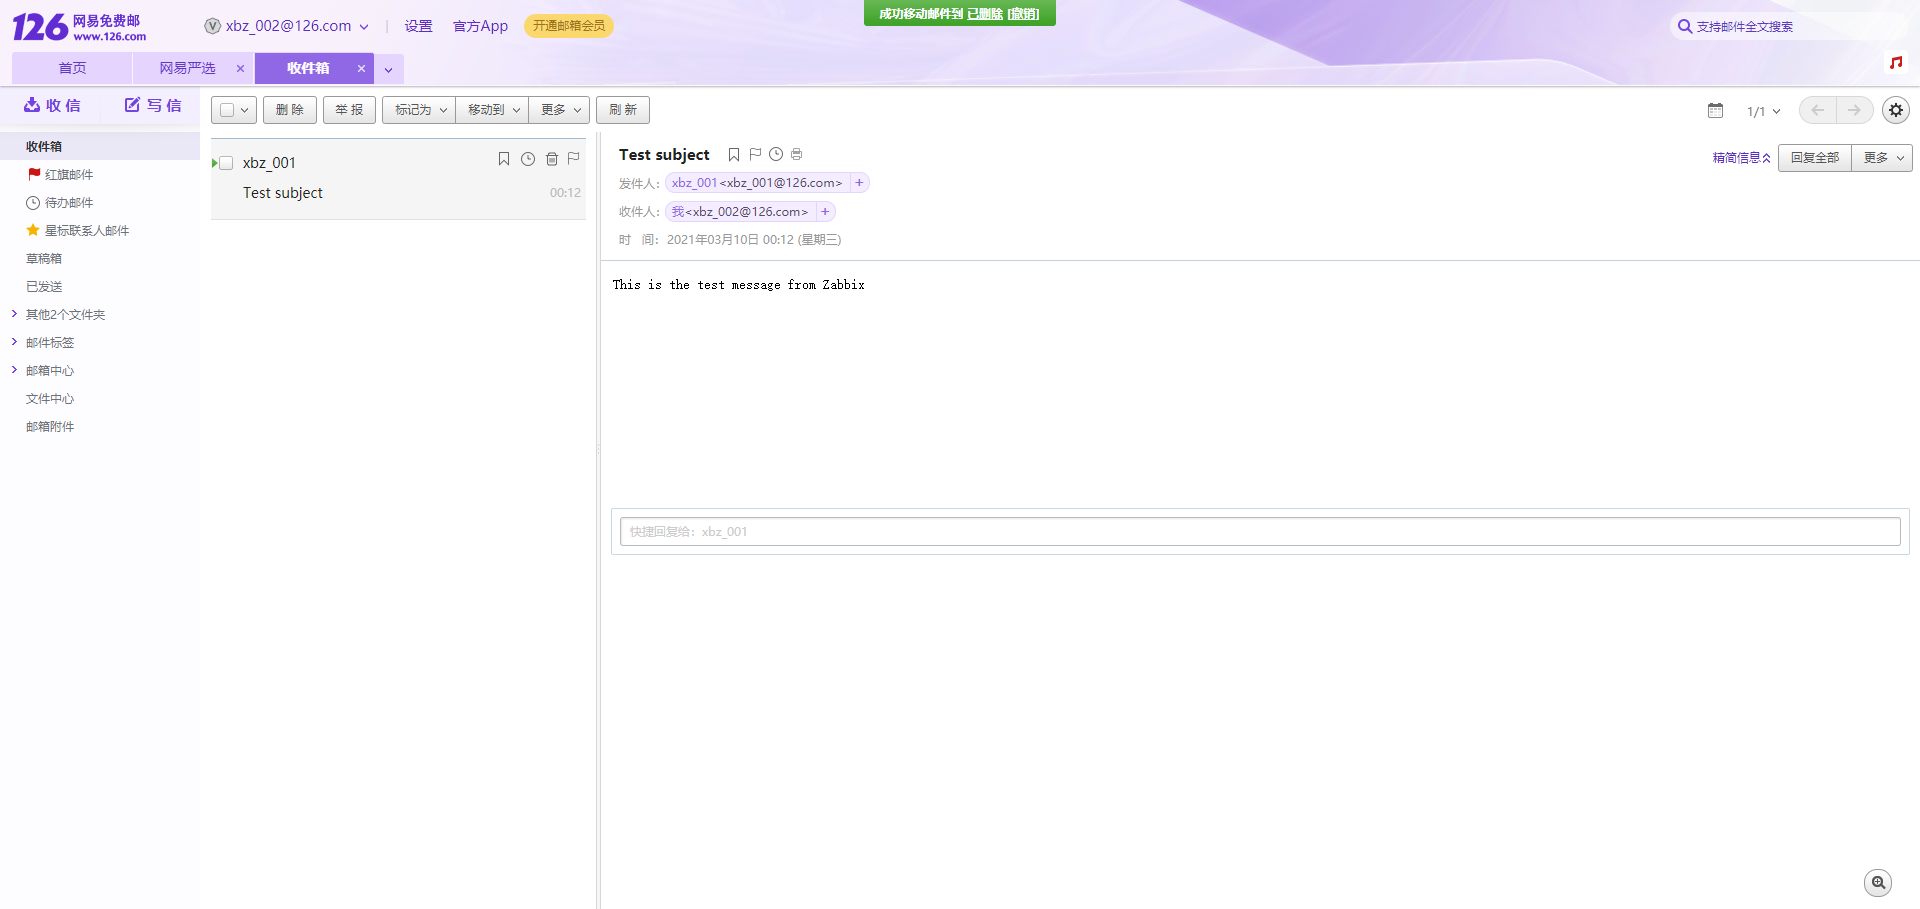 126 网易免费邮
www.126.com
xbz_002@126.com
设置
官方App
开通邮箱会员
成功移动邮件到 已删除 [撤销]
支持邮件全文搜索
首页
网易严选
收件箱
收信
写信
删 除
举 报
标记为
移动到
更多
刷 新
1/1
收件箱
红旗邮件
待办邮件
星标联系人邮件
草稿箱
已发送
其他2个文件夹
邮件标签
邮箱中心
文件中心
邮箱附件
xbz_001
Test subject
00:12
Test subject
精简信息
回复全部
更多
发件人：
xbz_001<xbz_001@126.com>
+
收件人：
我<xbz_002@126.com>
+
时 间：
2021年03月10日 00:12 (星期三)
This is the test message from Zabbix
快捷回复给：xbz_001